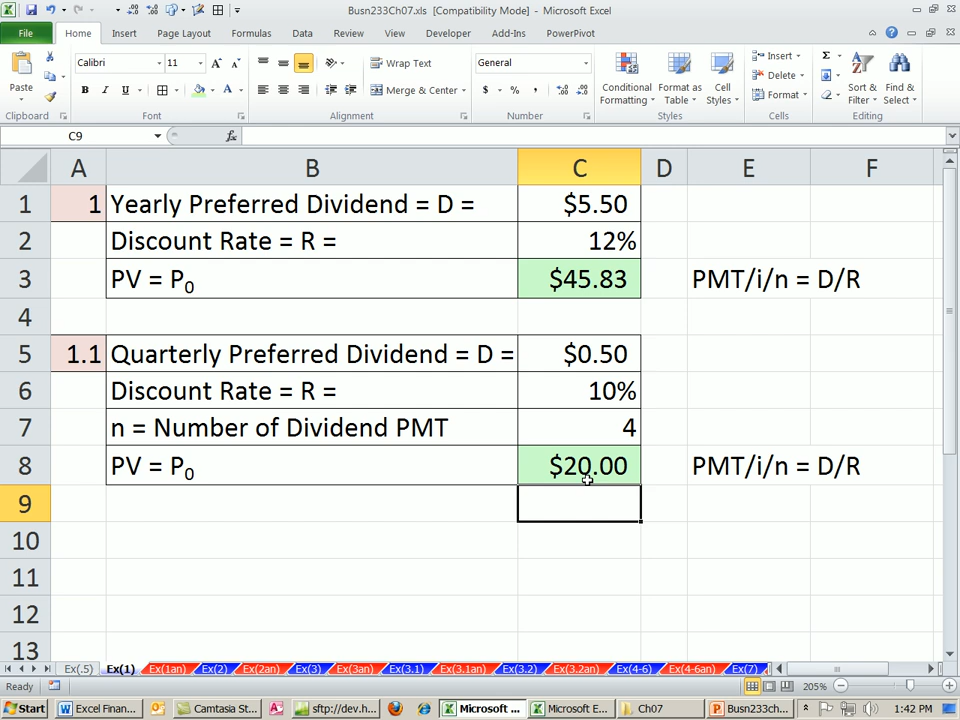 Busn233Ch07.xls [Compatibility Mode] - Microsoft Excel
File Home Insert Page Layout Formulas Data Review View Developer Add-Ins PowerPivot
Paste Calibri 11 Wrap Text General Conditional Formatting Format as Table Cell Styles Insert Sort & Filter Find & Select
B I U Merge & Center $ % , Delete
Format
Clipboard Font Alignment Number Styles Cells Editing
C9 fx
A B C D E F
1 1 Yearly Preferred Dividend = D = $5.50
2 Discount Rate = R = 12%
3 PV = P0 $45.83 PMT/i/n = D/R
4
5 1.1 Quarterly Preferred Dividend = D = $0.50
6 Discount Rate = R = 10%
7 n = Number of Dividend PMT 4
8 PV = P0 $20.00 PMT/i/n = D/R
9
10
11
12
13
Ex(.5) Ex(1) Ex(1an) Ex(2) Ex(2an) Ex(3) Ex(3an) Ex(3.1) Ex(3.1an) Ex(3.2) Ex(3.2an) Ex(4-6) Ex(4-6an) Ex(7)
Ready 205%
Start Excel Finan... Camtasia St... sftp://dev.h... Microsoft ... Microsoft E... Ch07 Busn233ch... 1:42 PM